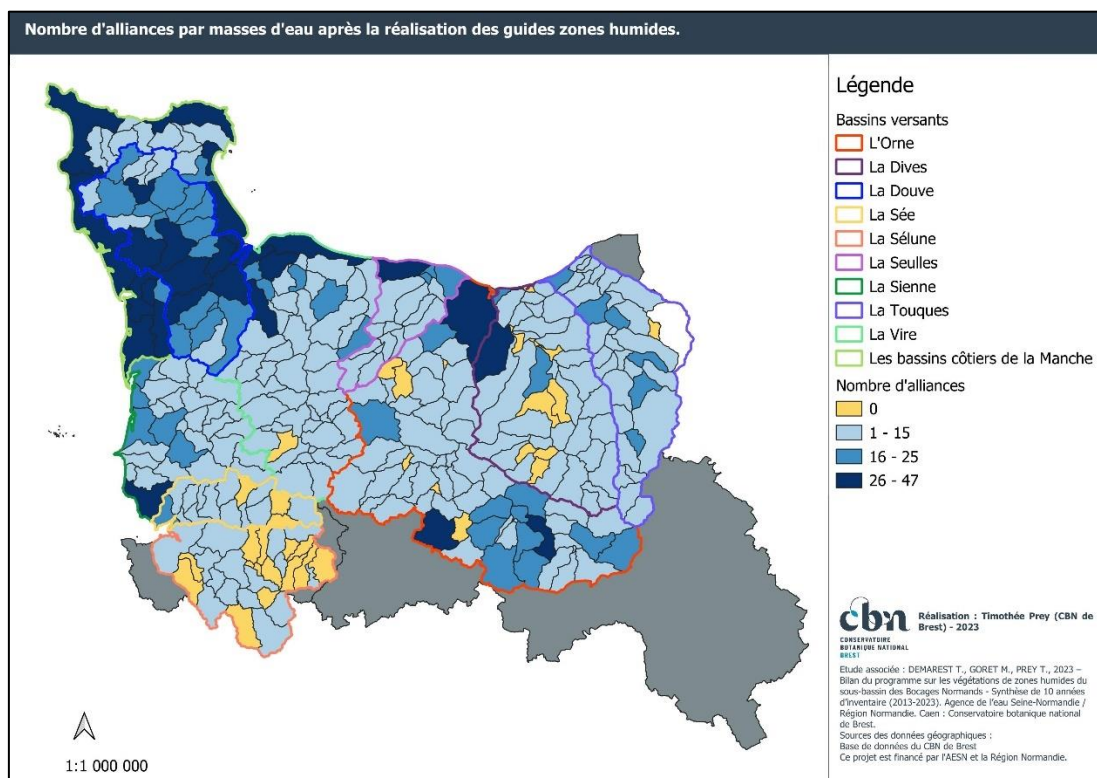 Nombre d'alliances par masses d'eau après la réalisation des guides zones humides.
Légende
Bassins versants
L'Orne
La Dives
La Douve
La Sée
La Sélune
La Seulles
La Sienne
La Touques
La Vire
Les bassins côtiers de la Manche
Nombre d'alliances
0
1 - 15
16 - 25
26 - 47
cbn
CONSERVATOIRE
BOTANIQUE NATIONAL
BREST
Réalisation : Timothée Prey (CBN de
Brest) - 2023
Etude associée : DEMAREST T., GORET M., PREY T., 2023 –
Bilan du programme sur les végétations de zones humides du
sous-bassin des Bocages Normands - Synthèse de 10 années
d'inventaire (2013-2023). Agence de l'eau Seine-Normandie /
Région Normandie. Caen : Conservatoire botanique national
de Brest.
Sources des données géographiques :
Base de données du CBN de Brest
Ce projet est financé par l'AESN et la Région Normandie.
1:1 000 000